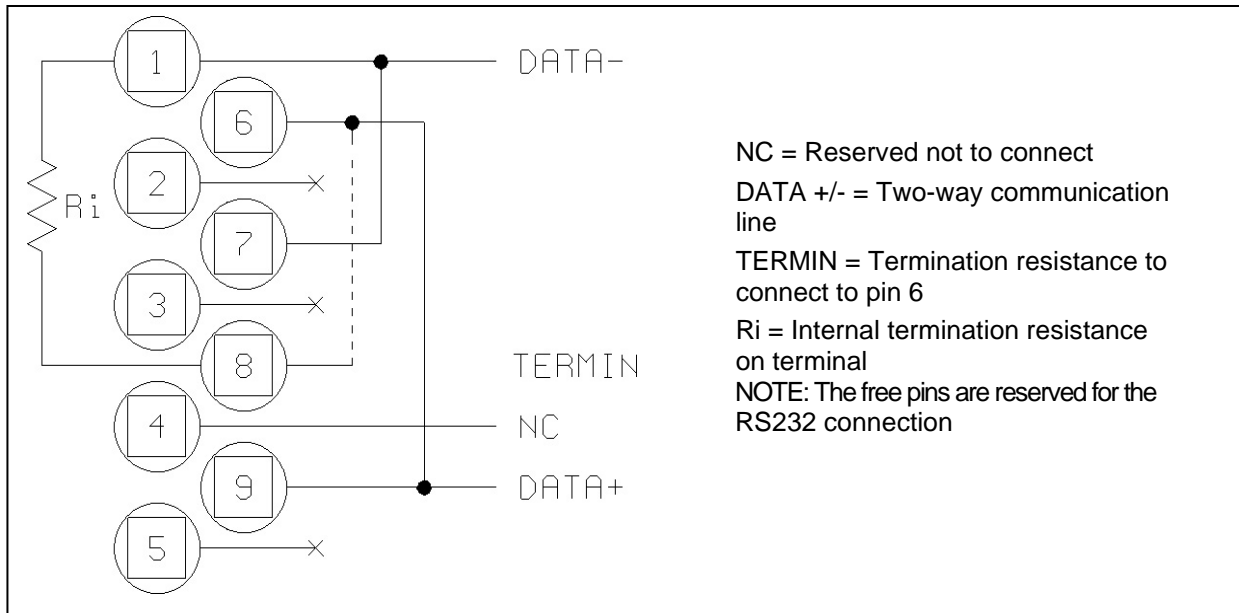 1
DATA-
6
2
Ri
7
3
8
TERMIN
4
NC
9
DATA+
5
NC = Reserved not to connect
DATA +/- = Two-way communication
line
TERMIN = Termination resistance to
connect to pin 6
Ri = Internal termination resistance
on terminal
NOTE: The free pins are reserved for the
RS232 connection